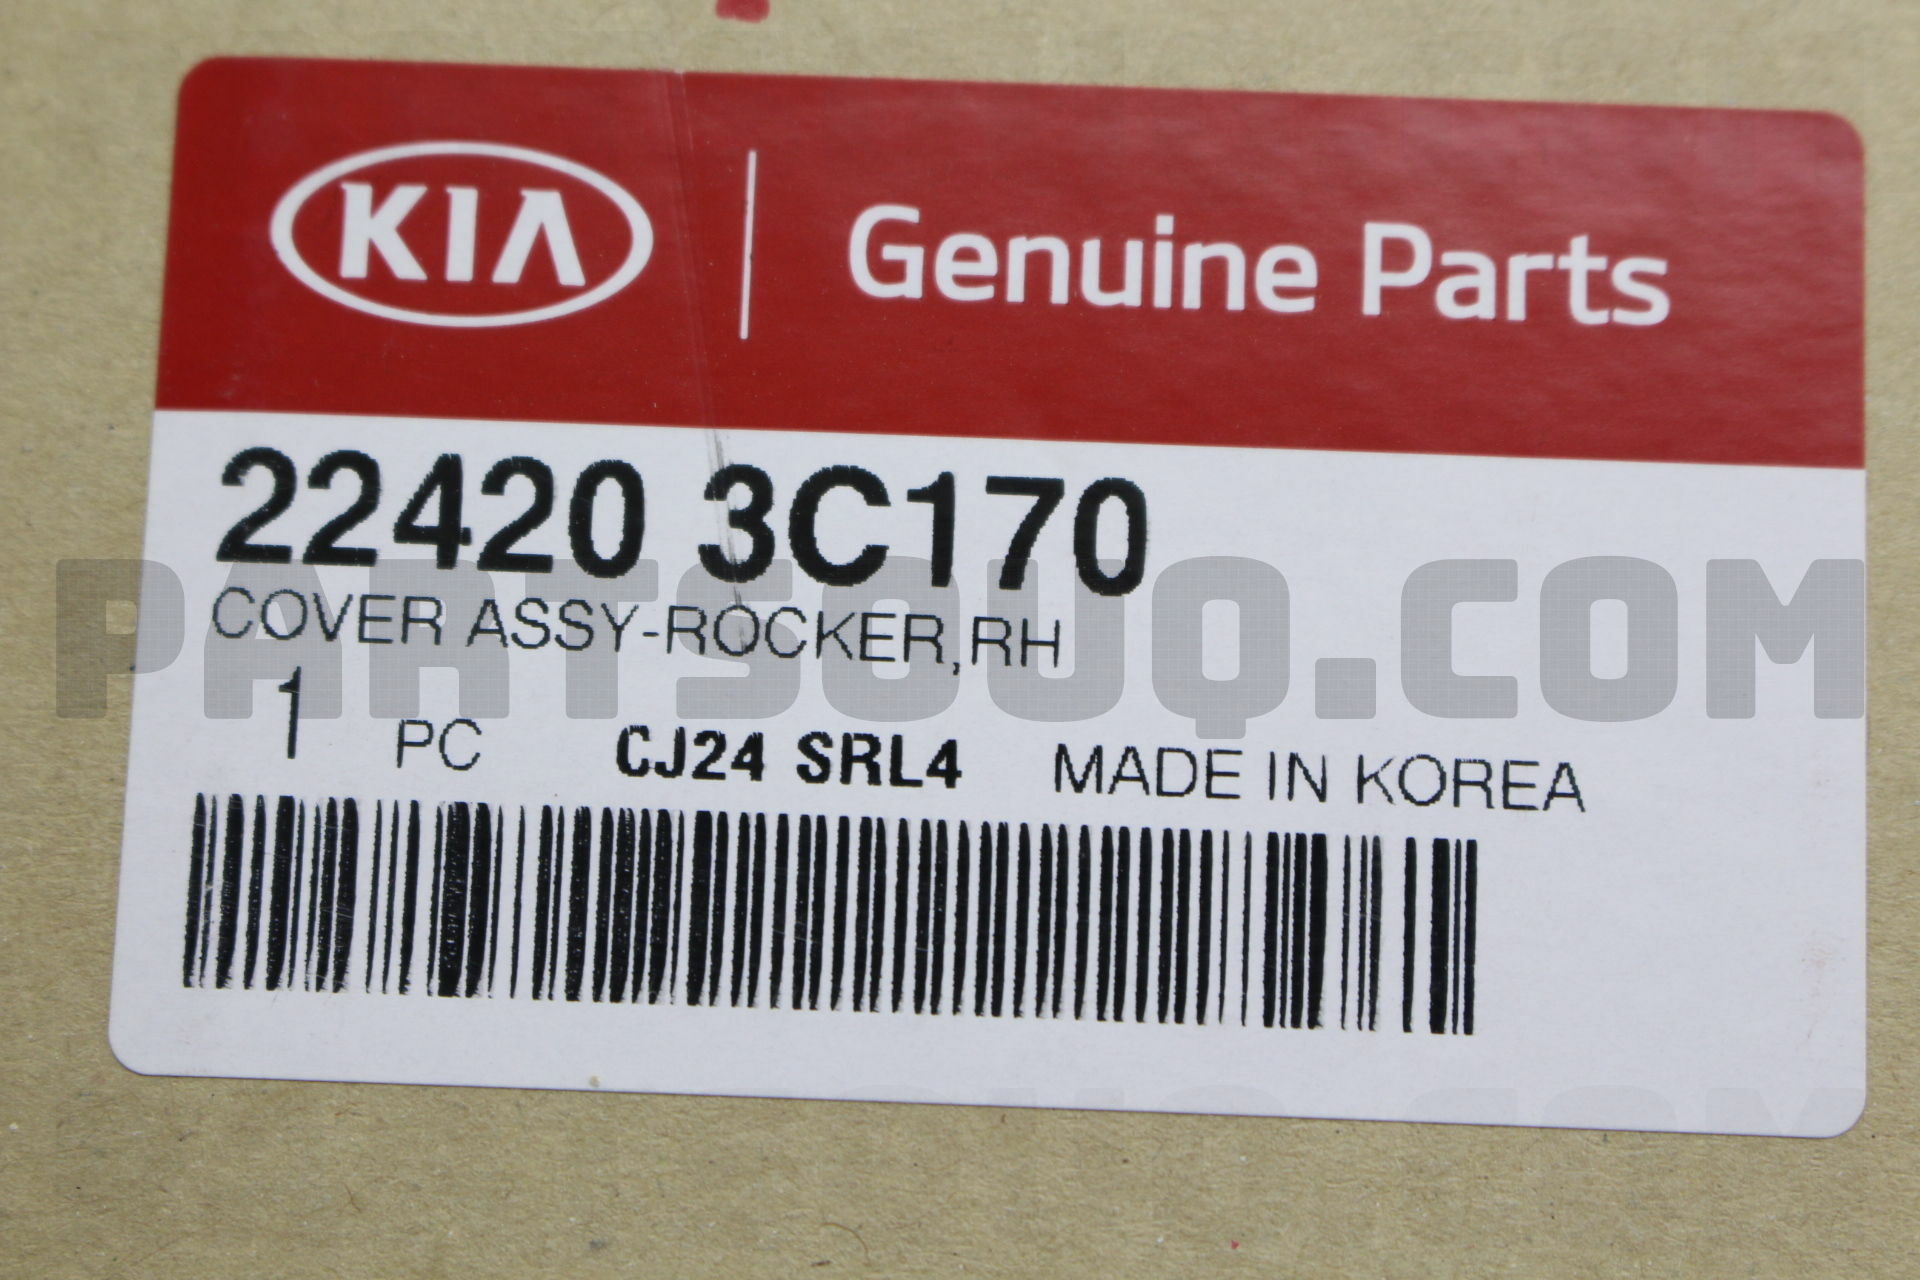 KIA Genuine Parts
22420 3C170
COVER ASSY-ROCKER,RH
PARTSOUQ.COM
1 PC CJ24 SRL4 MADE IN KOREA